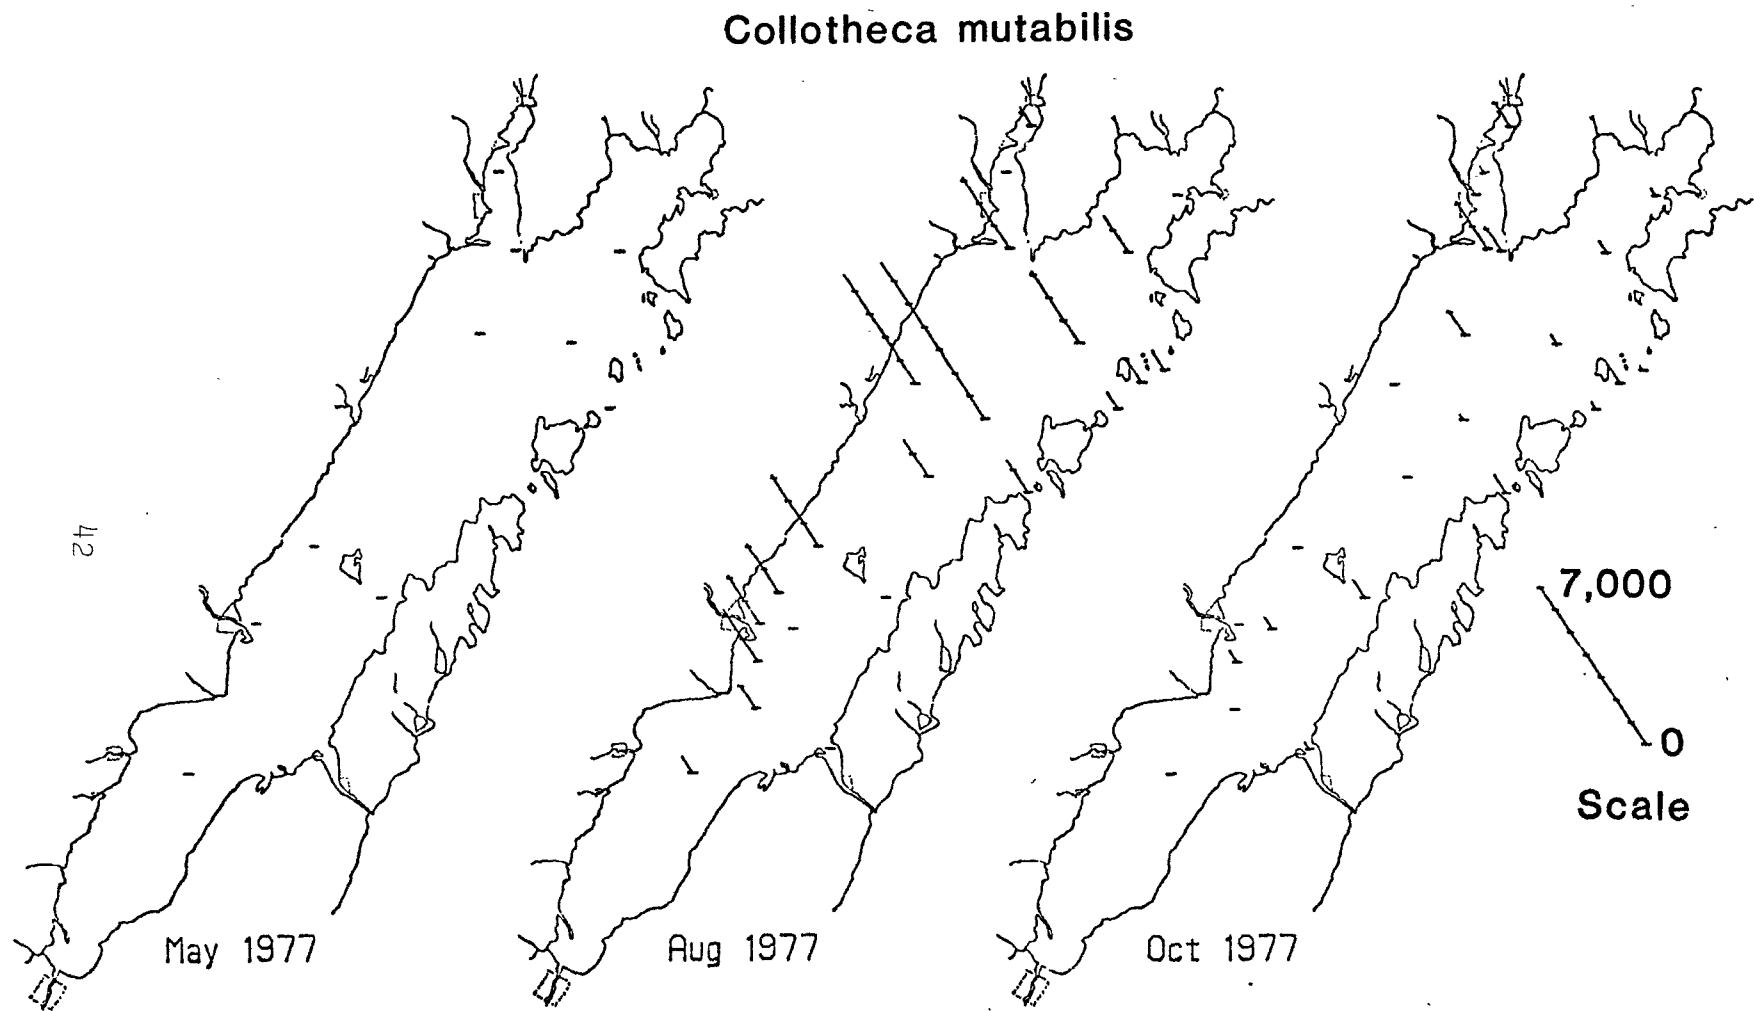 Collotheca mutabilis
42
7,000
0
Scale
May 1977
Aug 1977
Oct 1977